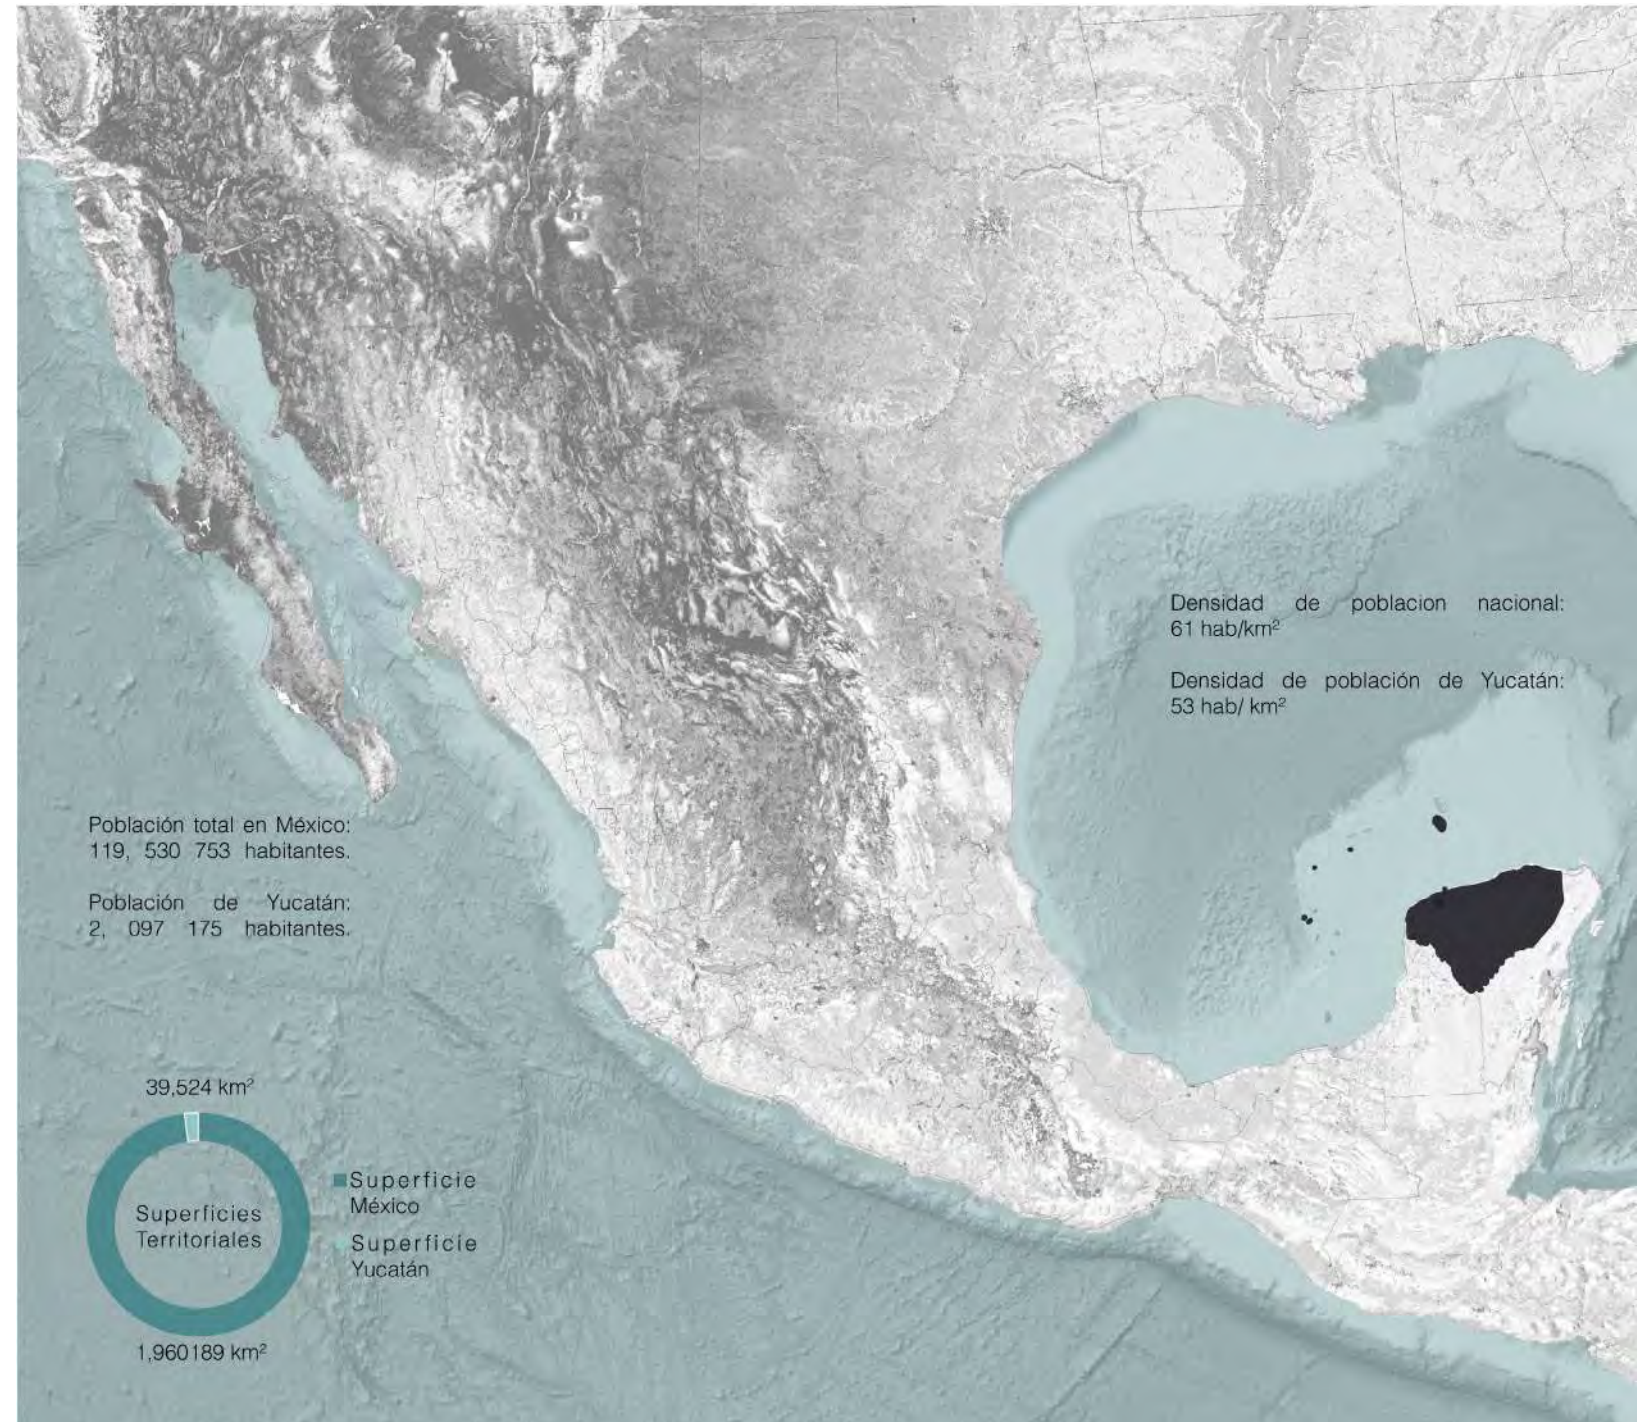 Densidad de poblacion nacional:
61 hab/km²
Densidad de población de Yucatán:
53 hab/ km²
Población total en México:
119, 530 753 habitantes.
Población de Yucatán:
2, 097 175 habitantes.
39,524 km²
Superficies
Territoriales
Superficie
México
Superficie
Yucatán
1,960189 km²